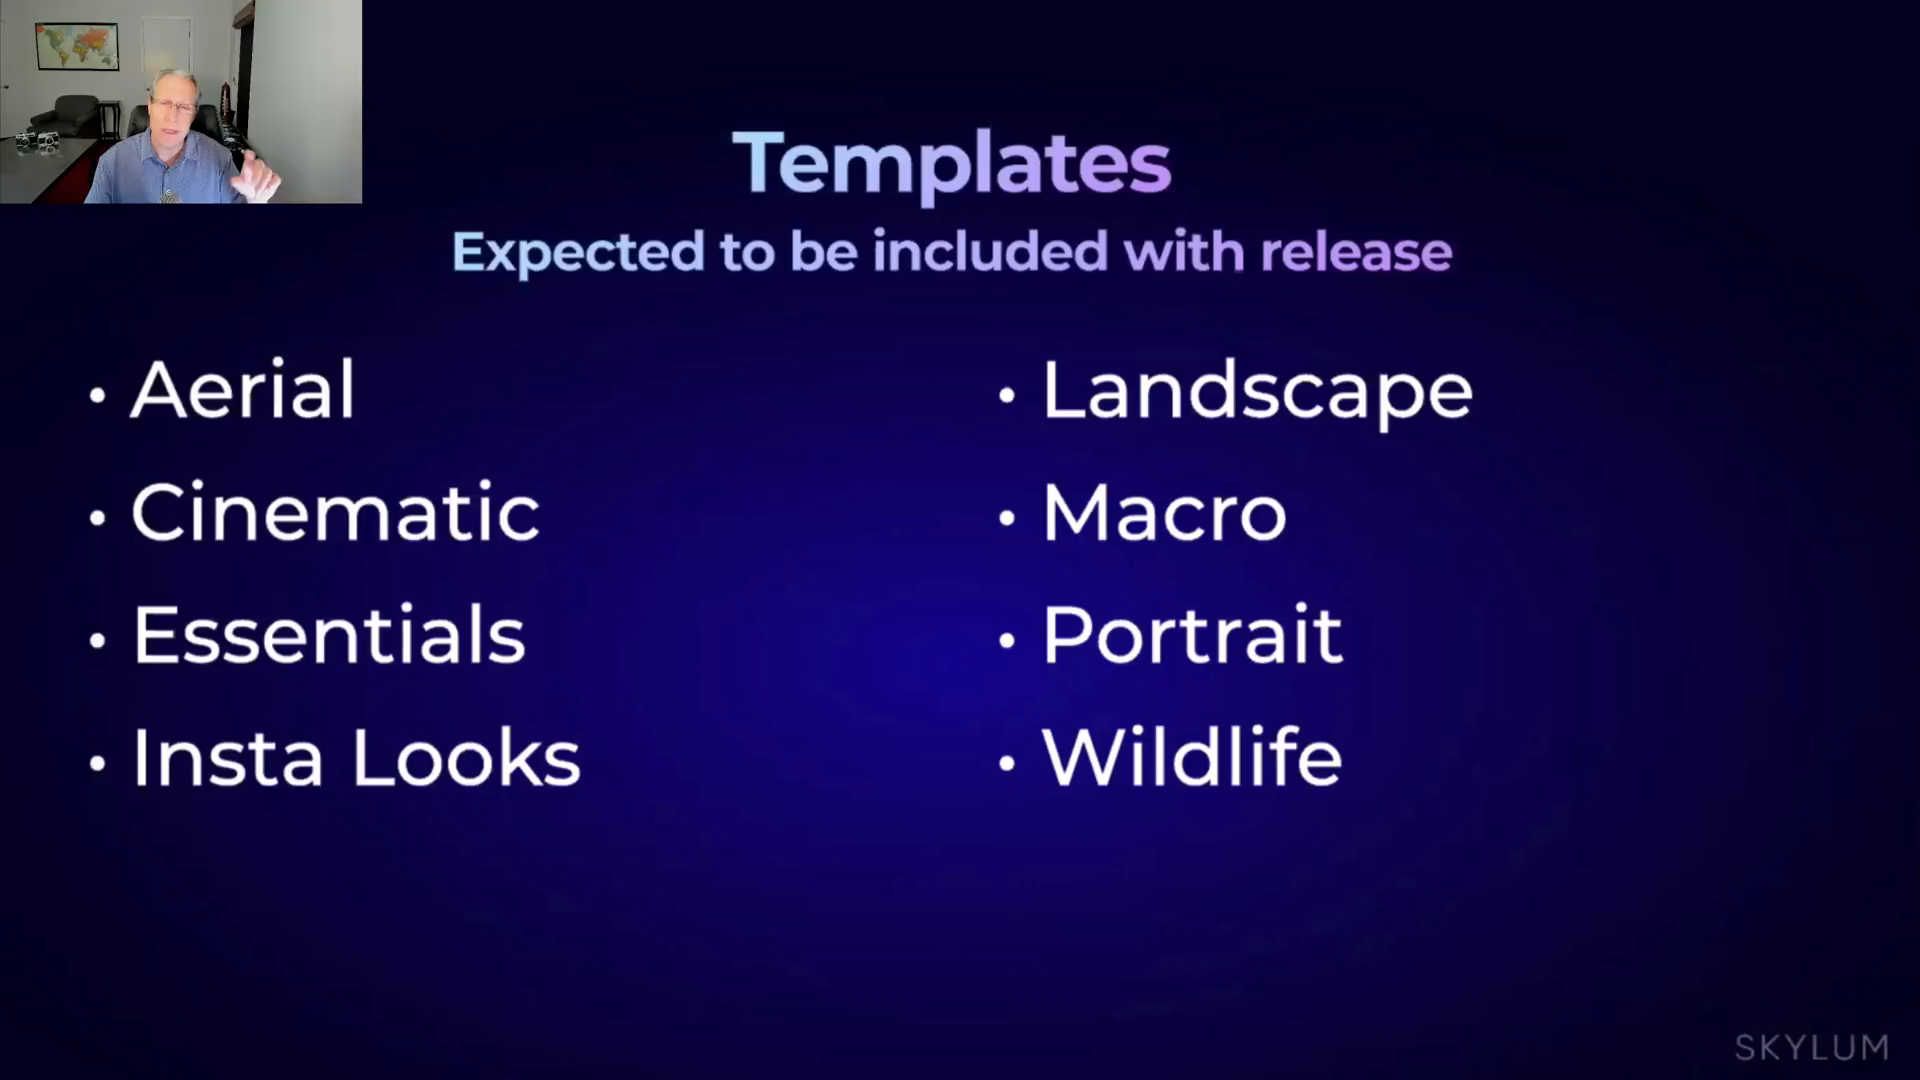 Templates
Expected to be included with release
• Aerial
• Cinematic
• Essentials
• Insta Looks
• Landscape
• Macro
• Portrait
• Wildlife
SKYLUM